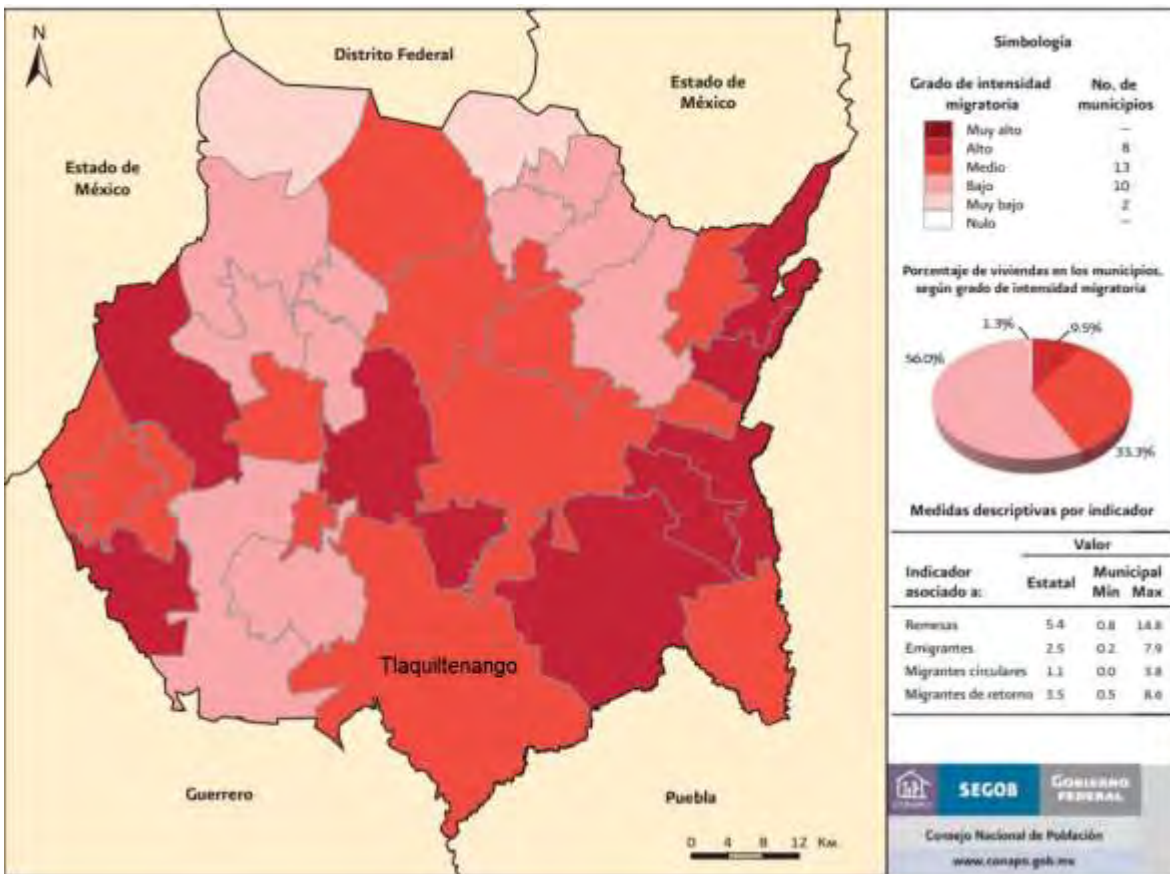 N
Distrito Federal
Estado de
México
Estado de
México
Tlaquiltenango
Guerrero
Puebla
0 4 8 12 Km.
Simbología
Grado de intensidad migratoria No. de municipios
Muy alto –
Alto 8
Medio 13
Bajo 10
Muy bajo 2
Nulo –
Porcentaje de viviendas en los municipios,
según grado de intensidad migratoria
1.3% 9.5%
56.0%
33.3%
Medidas descriptivas por indicador
Valor
Indicador asociado a: Estatal Municipal Min Max
Remesas 5.4 0.8 14.8
Emigrantes 2.5 0.2 7.9
Migrantes circulares 1.1 0.0 3.8
Migrantes de retorno 3.5 0.5 8.6
SEGOB
GOBIERNO
FEDERAL
Consejo Nacional de Población
www.conapo.gob.mx